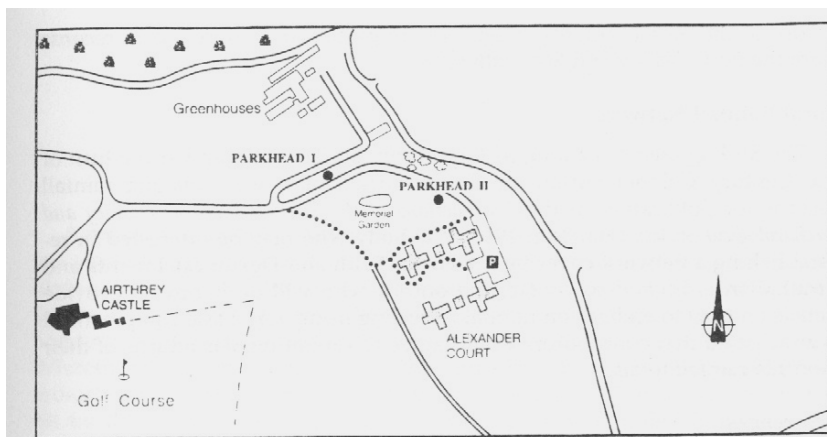 Greenhouses
PARKHEAD I
PARKHEAD II
Memorial
Garden
P
AIRTHREY
CASTLE
ALEXANDER
COURT
N
Golf Course